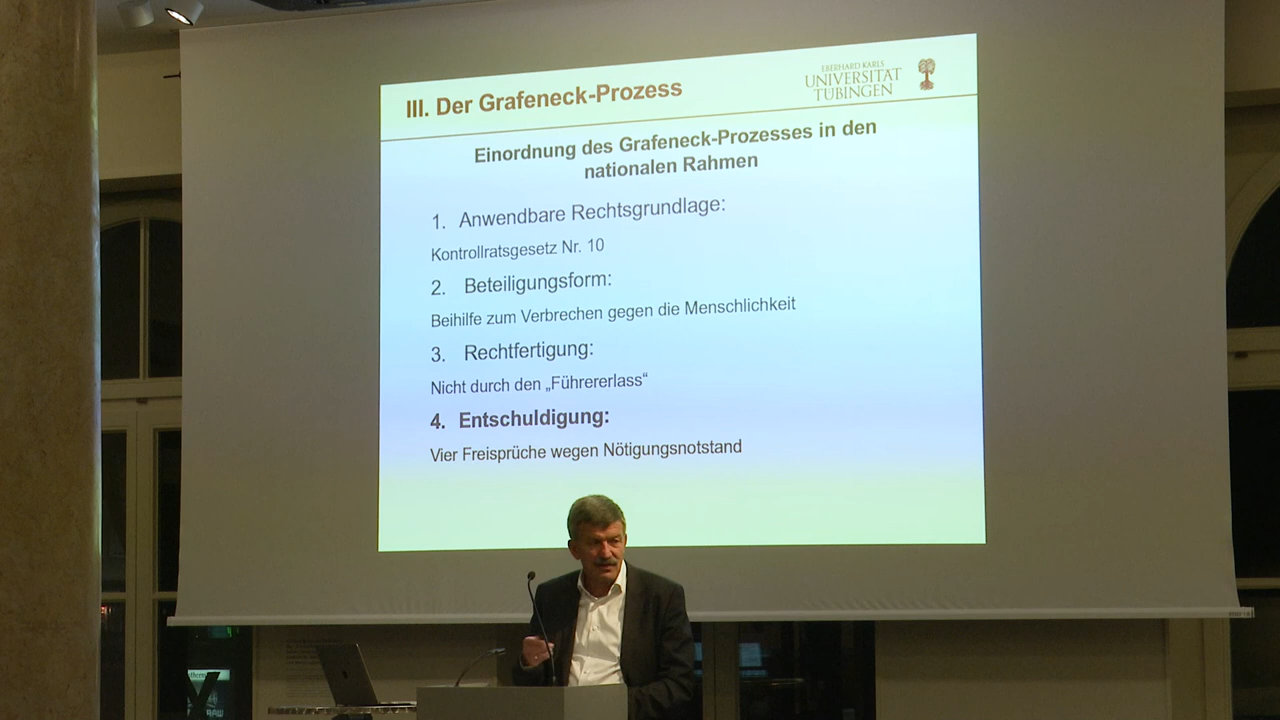 III. Der Grafeneck-Prozess
EBERHARD KARLS
UNIVERSITÄT
TÜBINGEN
Einordnung des Grafeneck-Prozesses in den
nationalen Rahmen
1. Anwendbare Rechtsgrundlage:
Kontrollratsgesetz Nr. 10
2. Beteiligungsform:
Beihilfe zum Verbrechen gegen die Menschlichkeit
3. Rechtfertigung:
Nicht durch den „Führererlass“
4. Entschuldigung:
Vier Freisprüche wegen Nötigungsnotstand